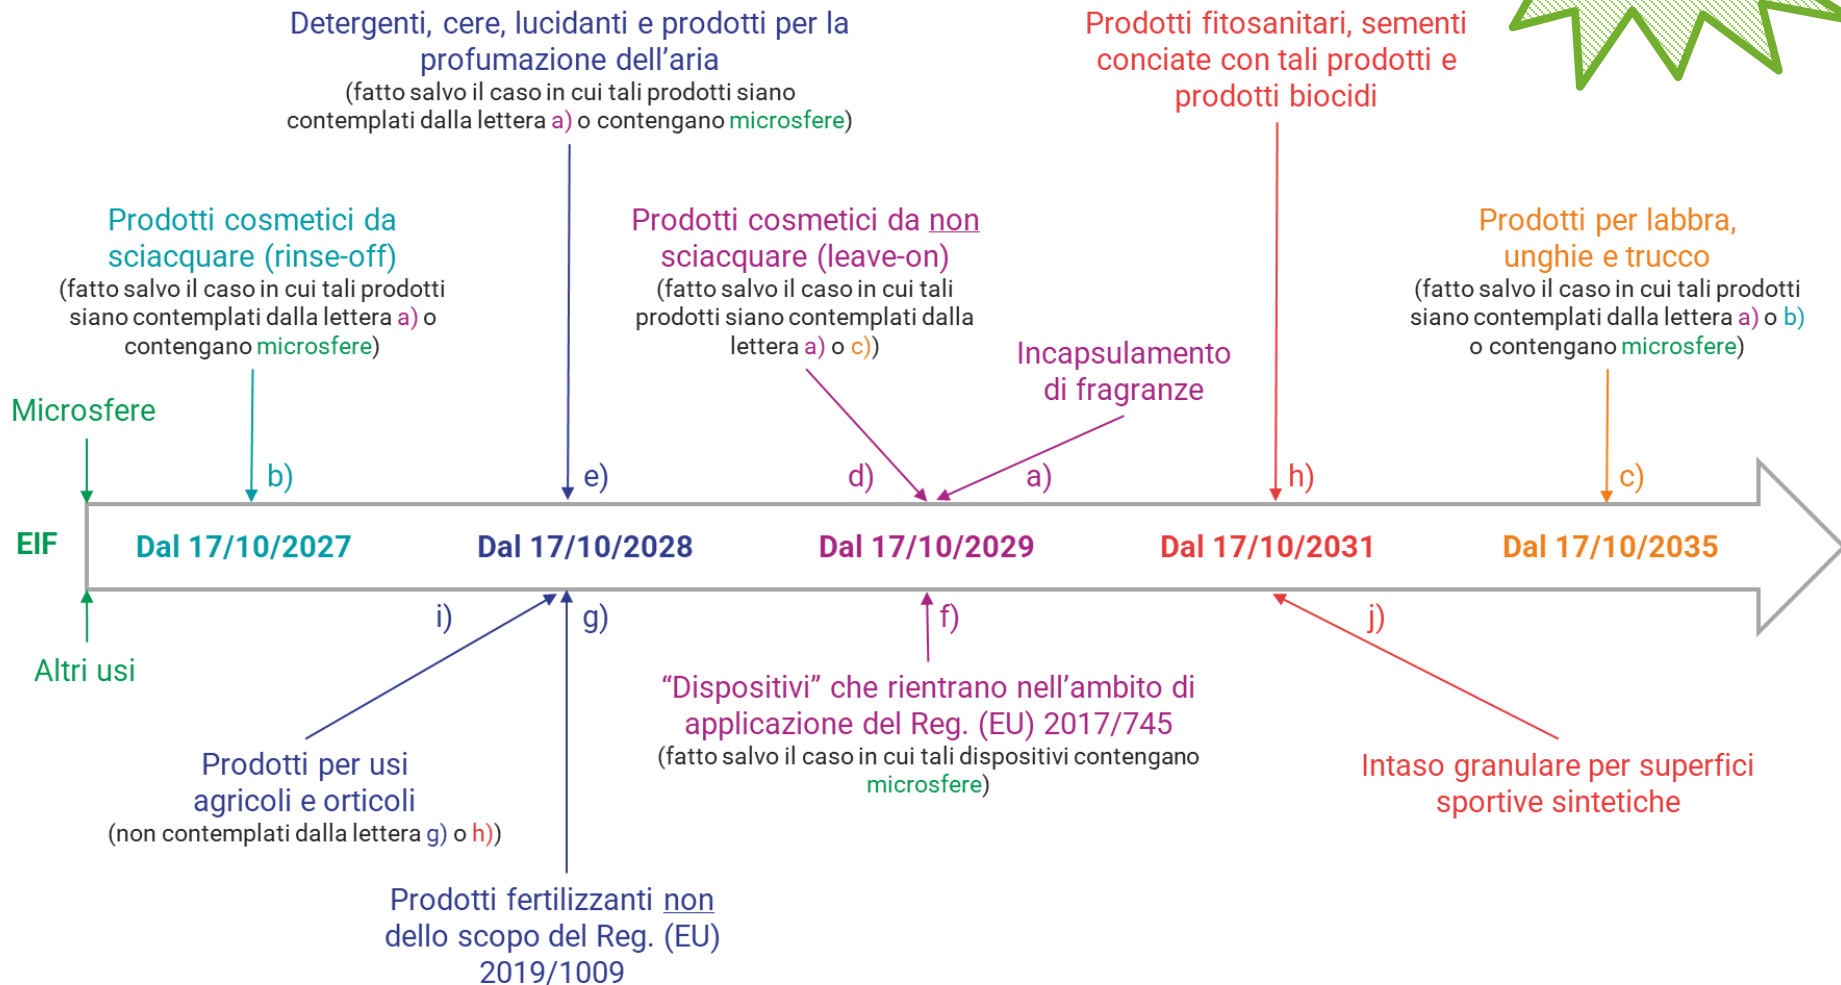 Detergenti, cere, lucidanti e prodotti per la
profumazione dell’aria
(fatto salvo il caso in cui tali prodotti siano
contemplati dalla lettera a) o contengano microsfere)
Prodotti fitosanitari, sementi
conciate con tali prodotti e
prodotti biocidi
Prodotti cosmetici da
sciacquare (rinse-off)
(fatto salvo il caso in cui tali prodotti
siano contemplati dalla lettera a) o
contengano microsfere)
Prodotti cosmetici da non
sciacquare (leave-on)
(fatto salvo il caso in cui tali
prodotti siano contemplati dalla
lettera a) o c))
Incapsulamento
di fragranze
Prodotti per labbra,
unghie e trucco
(fatto salvo il caso in cui tali prodotti
siano contemplati dalla lettera a) o b)
o contengano microsfere)
Microsfere
b)
e)
d)
a)
h)
c)
EIF
Dal 17/10/2027
Dal 17/10/2028
Dal 17/10/2029
Dal 17/10/2031
Dal 17/10/2035
i)
g)
f)
j)
Altri usi
Prodotti per usi
agricoli e orticoli
(non contemplati dalla lettera g) o h))
“Dispositivi” che rientrano nell’ambito di
applicazione del Reg. (EU) 2017/745
(fatto salvo il caso in cui tali dispositivi contengano
microsfere)
Intaso granulare per superfici
sportive sintetiche
Prodotti fertilizzanti non
dello scopo del Reg. (EU)
2019/1009